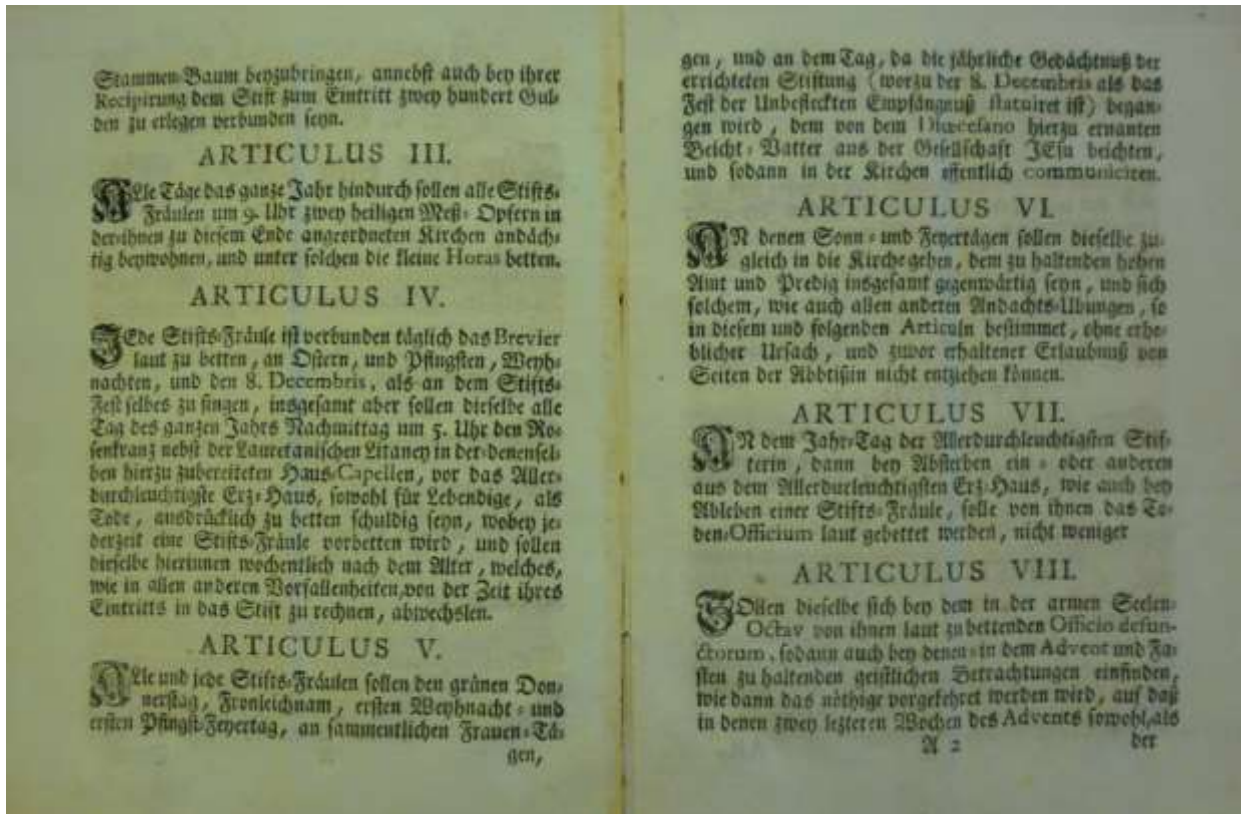 Stammen-Baum beyzubringen, annebst auch bey ihrer
Recipirung dem Stift zum Eintritt zwey hundert Gul-
den zu erlegen verbunden seyn.
ARTICULUS III.
ALle Täge das ganze Jahr hindurch sollen alle Stifts-
Fräulen um 9. Uhr zwey heiligen Meß-Opfern in
der-ihnen zu diesem Ende angeordneten Kirchen andäch-
tig beywohnen, und unter solchen die kleine Horas betten.
ARTICULUS IV.
JEde Stifts-Fräule ist verbunden täglich das Brevier
laut zu betten, an Ostern, und Pfingsten, Weyh-
nachten, und den 8. Decembris, als an dem Stifts-
Fest selbes zu singen, insgesamt aber sollen dieselbe alle
Tag des ganzen Jahrs Nachmittag um 5. Uhr den Ro-
senkranz nebst der Lauretanischen Litaney in der-denensel-
ben hierzu zubereiteten Haus-Capellen, vor das Aller-
durchleuchtigste Erz-Haus, sowohl für Lebendige, als
Tode, ausdrücklich zu betten schuldig seyn, wobey je-
derzeit eine Stifts-Fräule vorbetten wird, und sollen
dieselbe hierinnen wochentlich nach dem Alter, welches,
wie in allen anderen Vorfallenheiten, von der Zeit ihres
Eintritts in das Stift zu rechnen, abwechslen.
ARTICULUS V.
ALle und jede Stifts-Fräulen sollen den grünen Don-
nerstag, Fronleichnam, ersten Weyhnacht- und
ersten Pfingst-Feyertag, an sammentlichen Frauen-Tä-
gen,
gen, und an dem Tag, da die jährliche Gedächtnuß der
errichteten Stiftung (worzu der 8. Decembris als das
Fest der Unbefleckten Empfängnuß statuiret ist) began-
gen wird, dem von dem Diœcesano hierzu ernanten
Beicht-Vatter aus der Gesellschaft JEsu beichten,
und sodann in der Kirchen offentlich communiciren.
ARTICULUS VI.
AN denen Sonn- und Feyertägen sollen dieselbe zu-
gleich in die Kirche gehen, dem zu haltenden hohen
Amt und Predig insgesamt gegenwärtig seyn, und sich
solchem, wie auch allen anderen Andachts-Ubungen, so
in diesem und folgenden Articuln bestimmet, ohne erhe-
blicher Ursach, und zuvor erhaltener Erlaubnuß von
Seiten der Abbtißin nicht entziehen können.
ARTICULUS VII.
AN dem Jahr-Tag der Allerdurchleuchtigsten Stif-
terin, dann bey Absterben ein- oder anderen
aus dem Allerdurleuchtigsten Erz-Haus, wie auch bey
Ableben einer Stifts-Fräule, solle von ihnen das To-
den-Officium laut gebettet werden, nicht weniger
ARTICULUS VIII.
SOllen dieselbe sich bey dem in der armen Seelen-
Octav von ihnen laut zu bettenden Officio defun-
ctorum, sodann auch bey denen-in dem Advent und Fa-
sten zu haltenden geistlichen Betrachtungen einfinden,
wie dann das nöthige vorgekehret werden wird, auf daß
in denen zwey lezteren Wochen des Advents sowohl, als
A 2 der